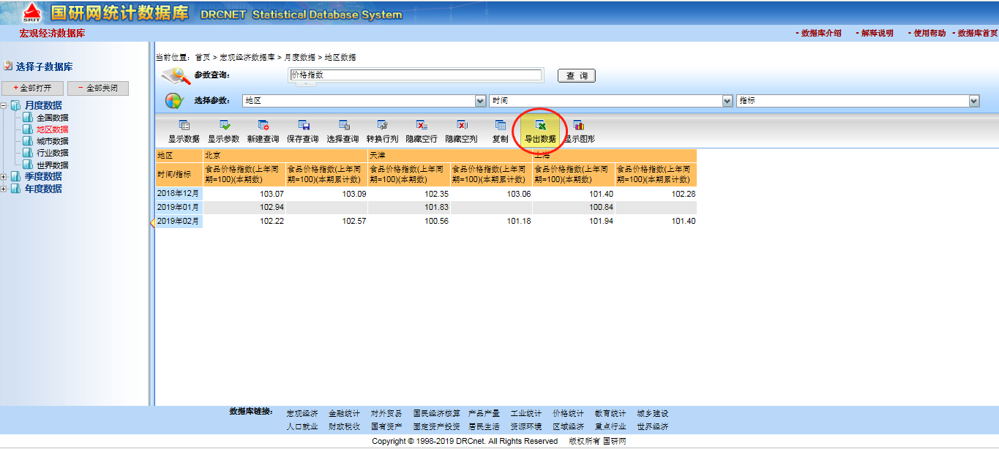 SRIT 国研网统计数据库 DRCNET Statistical Database System
宏观经济数据库 - 数据库介绍 - 解释说明 - 使用帮助 - 数据库首页
当前位置：首页 > 宏观经济数据库 > 月度数据 > 地区数据
选择子数据库
+ 全部打开 － 全部关闭
月度数据
全国数据
地区数据
城市数据
行业数据
世界数据
季度数据
年度数据
参数查询： 价格指数 查 询
选择参数： 地区 时间 指标
显示数据 显示参数 新建查询 保存查询 选择查询 转换行列 隐藏空行 隐藏空列 复制 导出数据 显示图形
地区 北京 天津 上海
时间/指标 食品价格指数(上年同期=100)(本期数) 食品价格指数(上年同期=100)(本期累计数) 食品价格指数(上年同期=100)(本期数) 食品价格指数(上年同期=100)(本期累计数) 食品价格指数(上年同期=100)(本期数) 食品价格指数(上年同期=100)(本期累计数)
2018年12月 103.07 103.09 102.35 103.06 101.40 102.28
2019年01月 102.94 101.83 100.84
2019年02月 102.22 102.57 100.56 101.18 101.94 101.40
数据库链接： 宏观经济 金融统计 对外贸易 国民经济核算 产品产量 工业统计 价格统计 教育统计 城乡建设
人口就业 财政税收 国有资产 固定资产投资 居民生活 资源环境 区域经济 重点行业 世界经济
Copyright © 1998-2019 DRCnet. All Rights Reserved 版权所有 国研网